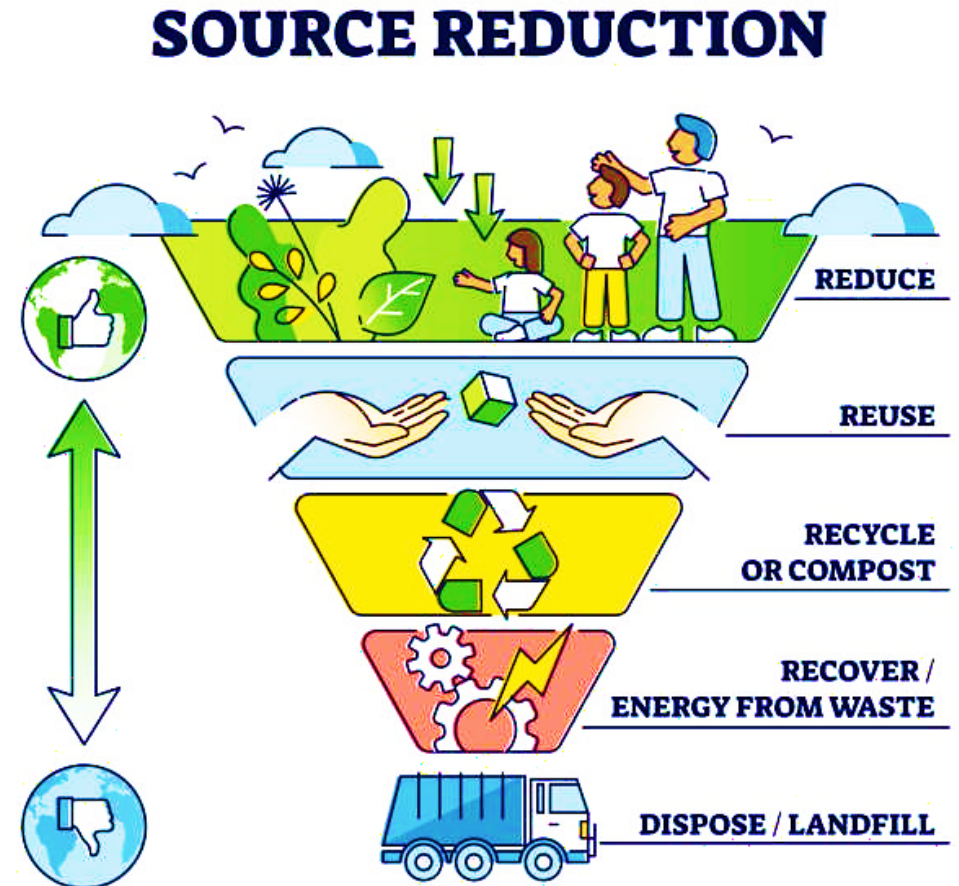 SOURCE REDUCTION
REDUCE
REUSE
RECYCLE
OR COMPOST
RECOVER /
ENERGY FROM WASTE
DISPOSE / LANDFILL